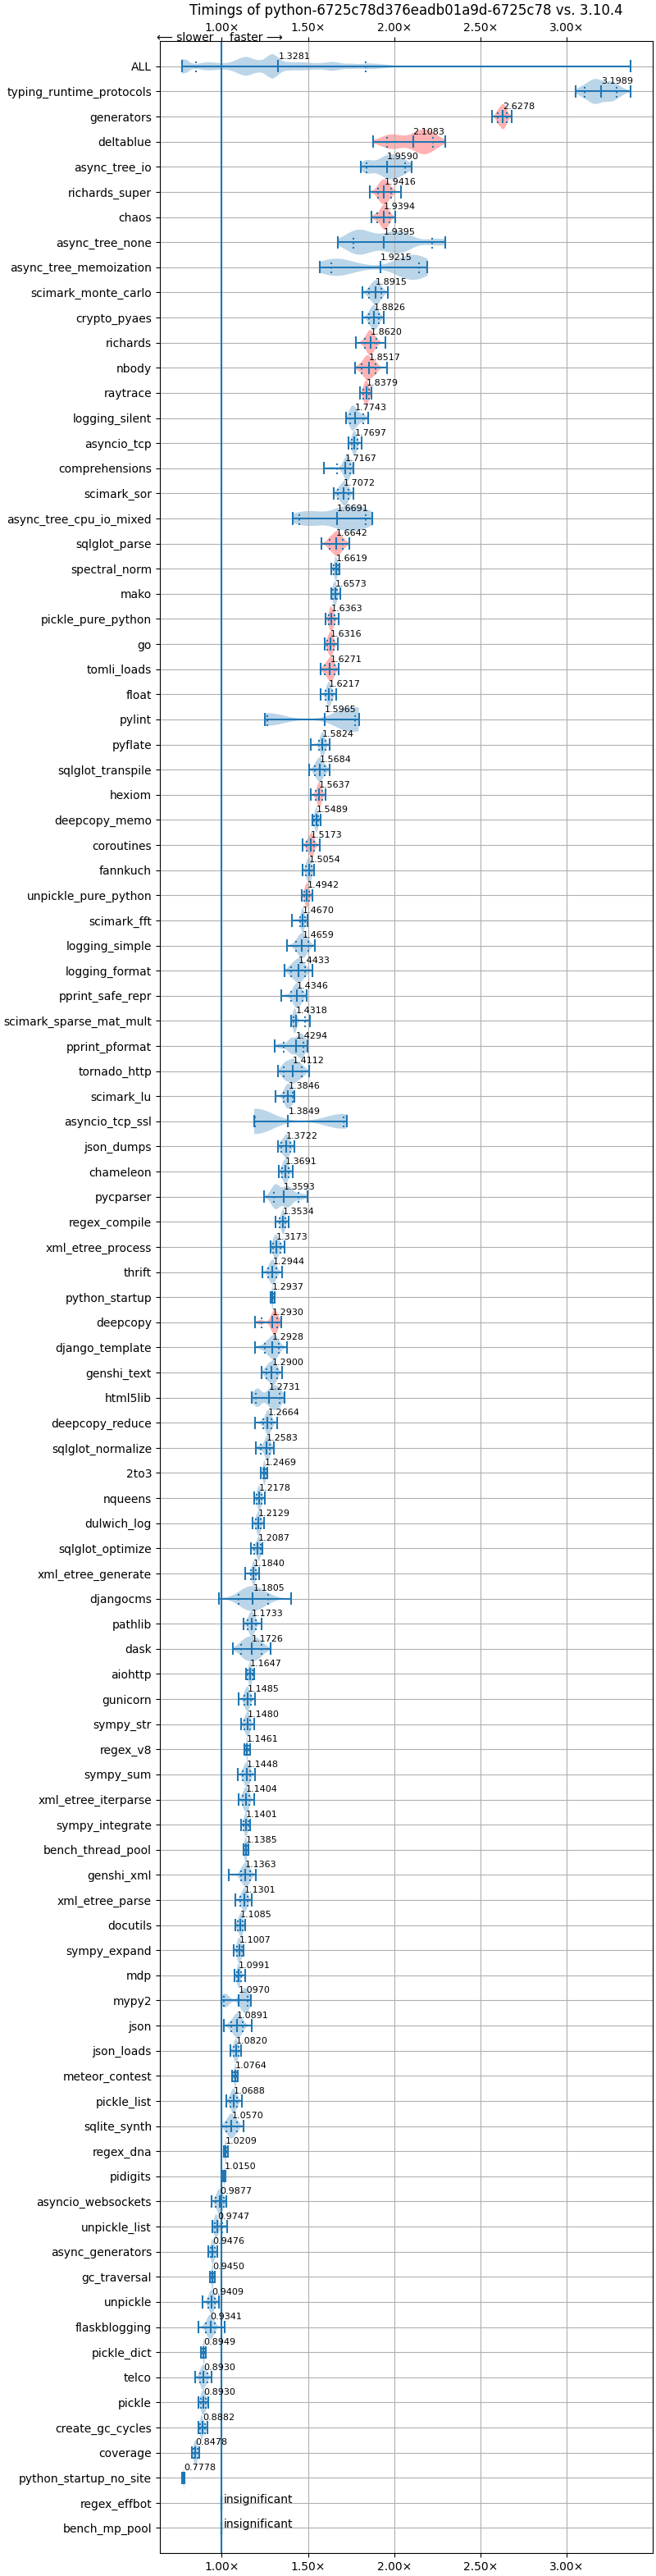 Timings of python-6725c78d376eadb01a9d-6725c78 vs. 3.10.4
1.00× 1.50× 2.00× 2.50× 3.00×
⟵ slower faster ⟶
ALL 1.3281
typing_runtime_protocols 3.1989
generators 2.6278
deltablue 2.1083
async_tree_io 1.9590
richards_super 1.9416
chaos 1.9394
async_tree_none 1.9395
async_tree_memoization 1.9215
scimark_monte_carlo 1.8915
crypto_pyaes 1.8826
richards 1.8620
nbody 1.8517
raytrace 1.8379
logging_silent 1.7743
asyncio_tcp 1.7697
comprehensions 1.7167
scimark_sor 1.7072
async_tree_cpu_io_mixed 1.6691
sqlglot_parse 1.6642
spectral_norm 1.6619
mako 1.6573
pickle_pure_python 1.6363
go 1.6316
tomli_loads 1.6271
float 1.6217
pylint 1.5965
pyflate 1.5824
sqlglot_transpile 1.5684
hexiom 1.5637
deepcopy_memo 1.5489
coroutines 1.5173
fannkuch 1.5054
unpickle_pure_python 1.4942
scimark_fft 1.4670
logging_simple 1.4659
logging_format 1.4433
pprint_safe_repr 1.4346
scimark_sparse_mat_mult 1.4318
pprint_pformat 1.4294
tornado_http 1.4112
scimark_lu 1.3846
asyncio_tcp_ssl 1.3849
json_dumps 1.3722
chameleon 1.3691
pycparser 1.3593
regex_compile 1.3534
xml_etree_process 1.3173
thrift 1.2944
python_startup 1.2937
deepcopy 1.2930
django_template 1.2928
genshi_text 1.2900
html5lib 1.2731
deepcopy_reduce 1.2664
sqlglot_normalize 1.2583
2to3 1.2469
nqueens 1.2178
dulwich_log 1.2129
sqlglot_optimize 1.2087
xml_etree_generate 1.1840
djangocms 1.1805
pathlib 1.1733
dask 1.1726
aiohttp 1.1647
gunicorn 1.1485
sympy_str 1.1480
regex_v8 1.1461
sympy_sum 1.1448
xml_etree_iterparse 1.1404
sympy_integrate 1.1401
bench_thread_pool 1.1385
genshi_xml 1.1363
xml_etree_parse 1.1301
docutils 1.1085
sympy_expand 1.1007
mdp 1.0991
mypy2 1.0970
json 1.0891
json_loads 1.0820
meteor_contest 1.0764
pickle_list 1.0688
sqlite_synth 1.0570
regex_dna 1.0209
pidigits 1.0150
asyncio_websockets 0.9877
unpickle_list 0.9747
async_generators 0.9476
gc_traversal 0.9450
unpickle 0.9409
flaskblogging 0.9341
pickle_dict 0.8949
telco 0.8930
pickle 0.8930
create_gc_cycles 0.8882
coverage 0.8478
python_startup_no_site 0.7778
regex_effbot insignificant
bench_mp_pool insignificant
1.00× 1.50× 2.00× 2.50× 3.00×